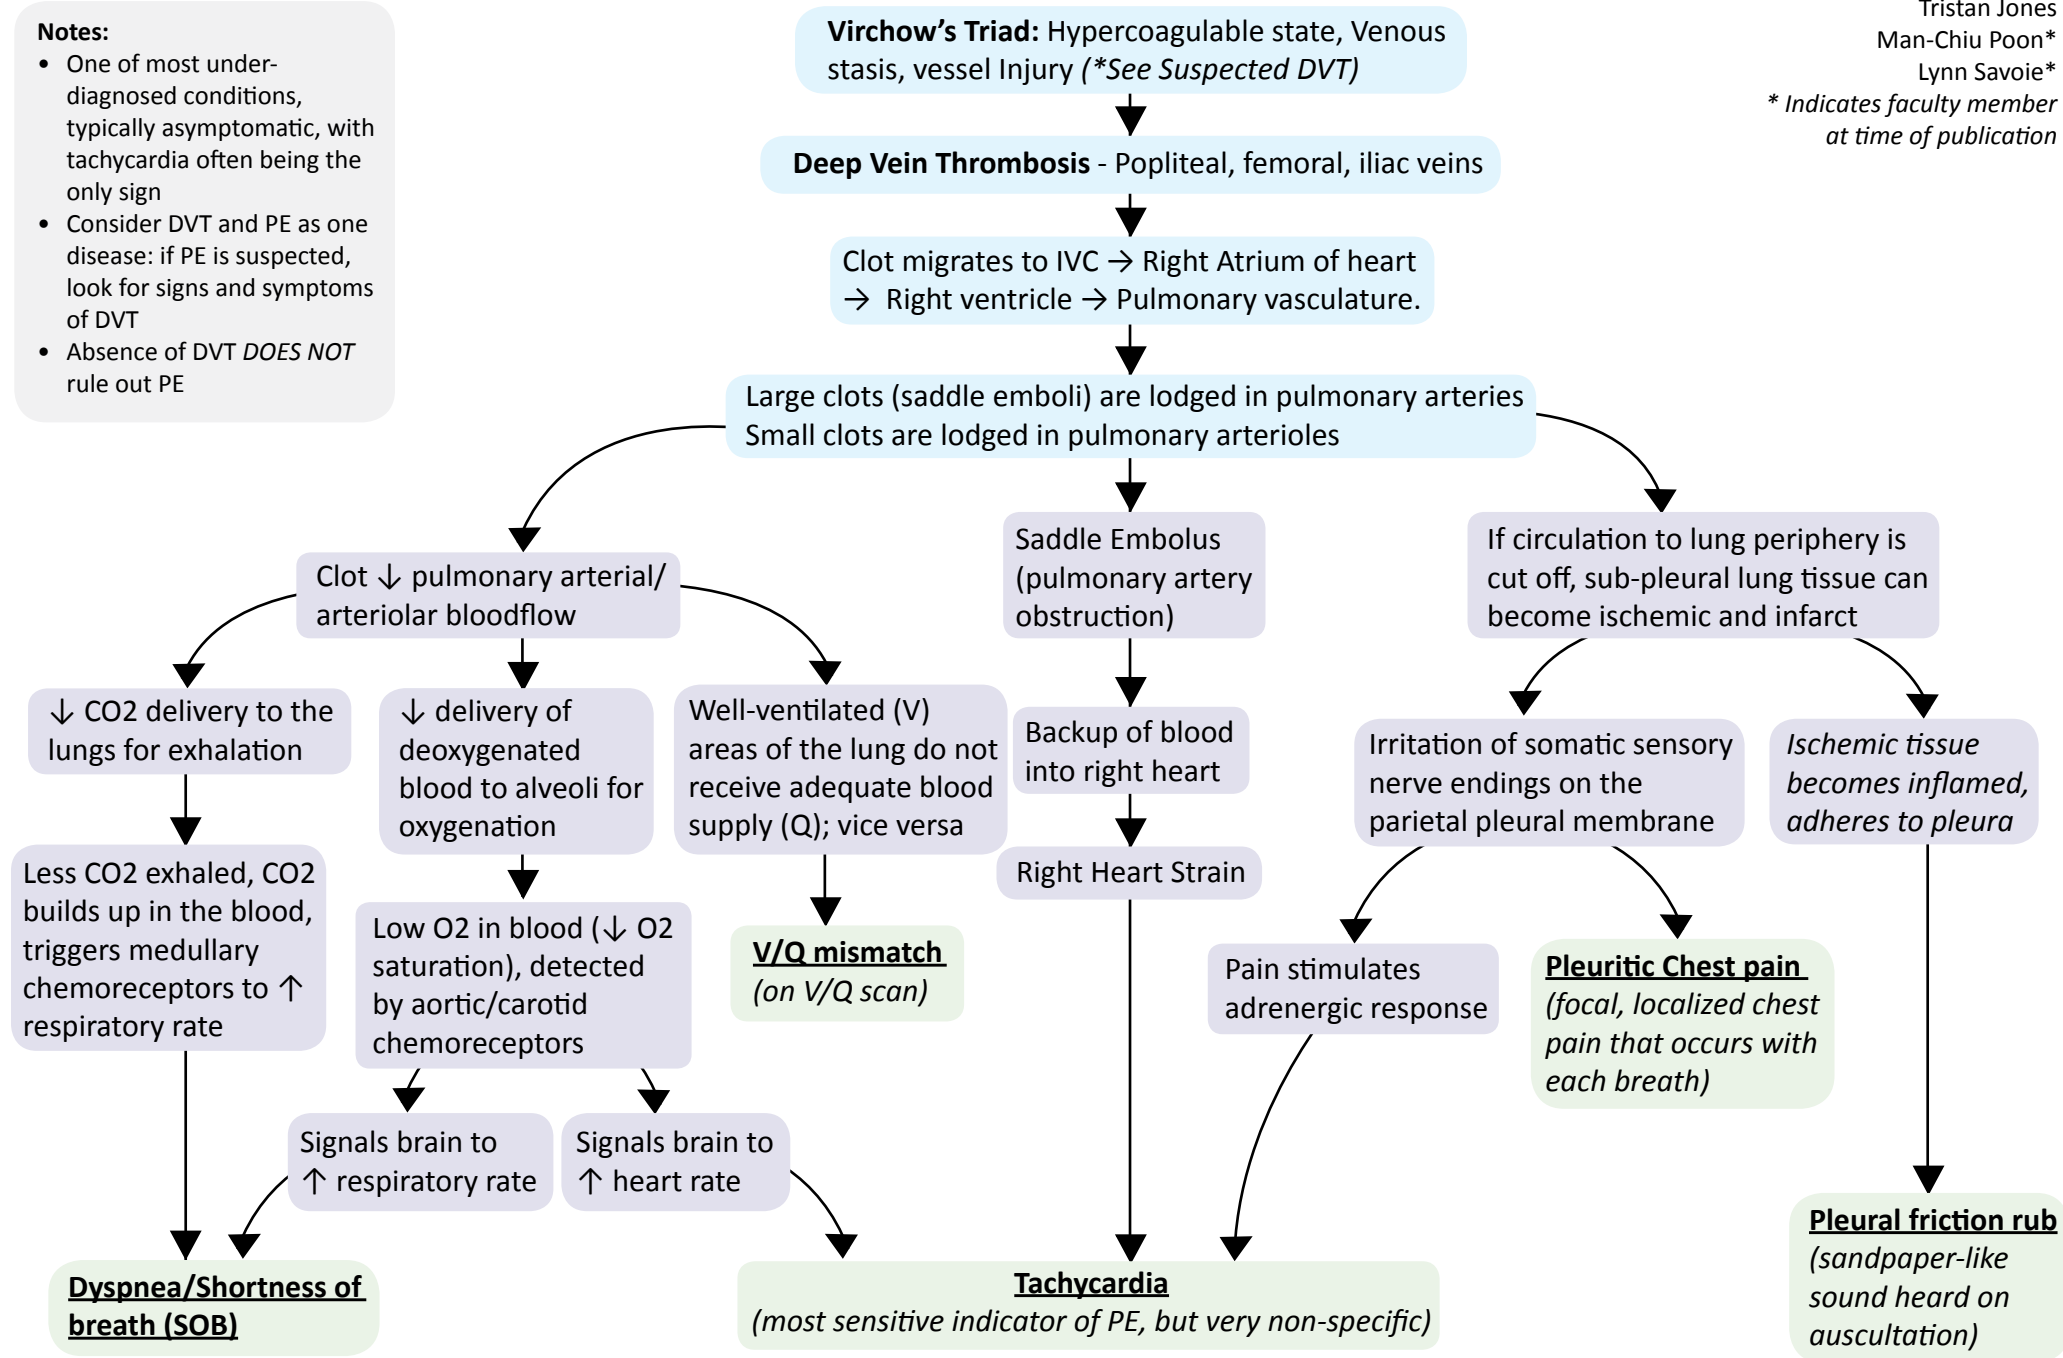 Notes:
• One of most under-
diagnosed conditions,
typically asymptomatic, with
tachycardia often being the
only sign
• Consider DVT and PE as one
disease: if PE is suspected,
look for signs and symptoms
of DVT
• Absence of DVT DOES NOT
rule out PE
Virchow's Triad: Hypercoagulable state, Venous
stasis, vessel Injury (*See Suspected DVT)
Tristan Jones
Man-Chiu Poon*
Lynn Savoie*
* Indicates faculty member
at time of publication
Deep Vein Thrombosis - Popliteal, femoral, iliac veins
Clot migrates to IVC → Right Atrium of heart
→ Right ventricle → Pulmonary vasculature.
Large clots (saddle emboli) are lodged in pulmonary arteries
Small clots are lodged in pulmonary arterioles
Clot ↓ pulmonary arterial/
arteriolar bloodflow
Saddle Embolus
(pulmonary artery
obstruction)
If circulation to lung periphery is
cut off, sub-pleural lung tissue can
become ischemic and infarct
↓ CO2 delivery to the
lungs for exhalation
↓ delivery of
deoxygenated
blood to alveoli for
oxygenation
Well-ventilated (V)
areas of the lung do not
receive adequate blood
supply (Q); vice versa
Backup of blood
into right heart
Irritation of somatic sensory
nerve endings on the
parietal pleural membrane
Ischemic tissue
becomes inflamed,
adheres to pleura
Less CO2 exhaled, CO2
builds up in the blood,
triggers medullary
chemoreceptors to ↑
respiratory rate
Low O2 in blood (↓ O2
saturation), detected
by aortic/carotid
chemoreceptors
V/Q mismatch
(on V/Q scan)
Right Heart Strain
Pain stimulates
adrenergic response
Pleuritic Chest pain
(focal, localized chest
pain that occurs with
each breath)
Signals brain to
↑ respiratory rate
Signals brain to
↑ heart rate
Dyspnea/Shortness of
breath (SOB)
Tachycardia
(most sensitive indicator of PE, but very non-specific)
Pleural friction rub
(sandpaper-like
sound heard on
auscultation)